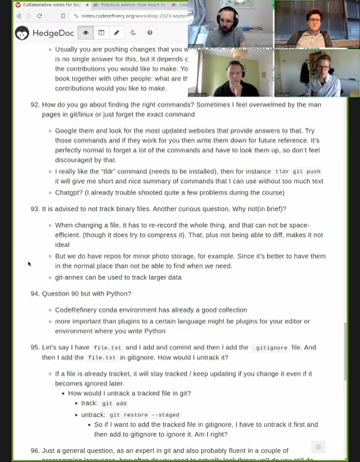 Collaborative notes for
Practical advice: how much
notes.coderefinery.org/workshop-2023-septe
HedgeDoc
Usually you are pushing changes that you w
is no single answer for this, but it depends o
the contributions you would like to make. Yo
book together with other people: what are th
contributions would you like to make.
92. How do you go about finding the right commands? Sometimes I feel overwelmed by the man
pages in git/linux or just forget the exact command
Google them and look for the most updated websites that provide answers to that. Try
those commands and if they work for you then write them down for future reference. It's
perfectly normal to forget a lot of the commands and have to look them up, so don't feel
discouraged by that.
I really like the "tldr" command (needs to be installed), then for instance tldr git push
it will give me short and nice summary of commands that I can use without too much text
Chatgpt? (I already trouble shooted quite a few problems during the course)
93. It is advised to not track binary files. Another curious question. Why not(in brief)?
When changing a file, it has to re-record the whole thing, and that can not be space-
efficient. (though it does try to compress it). That, plus not being able to diff, makes it not
ideal
But we do have repos for minor photo storage, for example. Since it's better to have them
in the normal place than not be able to find when we need.
git-annex can be used to track larger data
94. Question 90 but with Python?
CodeRefinery conda environment has already a good collection
more important than plugins to a certain language might be plugins for your editor or
environment where you write Python
95. Let's say I have file.txt and I add and commit and then I add the .gitignore file. And
then I add the file.txt in gitignore. How would I untrack it?
If a file is already tracket, it will stay tracked / keep updating if you change it even if it
becomes ignored later.
How would I untrack a tracked file in git?
track: git add
untrack: git restore --staged
So if I want to add the tracked file in gitignore, I have to untrack it first and
then add to gitignore to ignore it. Am I right?
96. Just a general question, as an expert in git and also probably fluent in a couple of